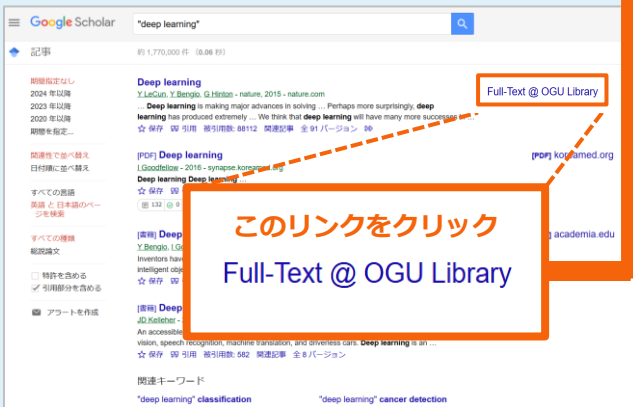 Google Scholar
"deep learning"
記事
約 1,770,000 件 (0.06 秒)
期間指定なし
2024 年以降
2023 年以降
2020 年以降
期間を指定...
関連性で並べ替え
日付順に並べ替え
すべての言語
英語 と 日本語のペー
ジを検索
すべての種類
総説論文
特許を含める
引用部分を含める
アラートを作成
Deep learning
Y LeCun, Y Bengio, G Hinton - nature, 2015 - nature.com
... Deep learning is making major advances in solving ... Perhaps more surprisingly, deep
learning has produced extremely ... We think that deep learning will have many more successes
保存 引用 被引用数: 88112 関連記事 全 91 バージョン
Full-Text @ OGU Library
[PDF] Deep learning
I Goodfellow - 2016 - synapse.koreamed.org
Deep learning Deep Learning ...
保存
132 0
[PDF] koreamed.org
このリンクをクリック
Full-Text @ OGU Library
[書籍] Deep
Y Bengio, I
Inventors hav
intelligent obje
保存 引用
academia.edu
[書籍] Deep
JD Kelleher -
An accessible
vision, speech recognition, machine translation, and driverless cars. Deep learning is an ...
保存 引用 被引用数: 582 関連記事 全 8 バージョン
関連キーワード
"deep learning" classification
"deep learning" cancer detection